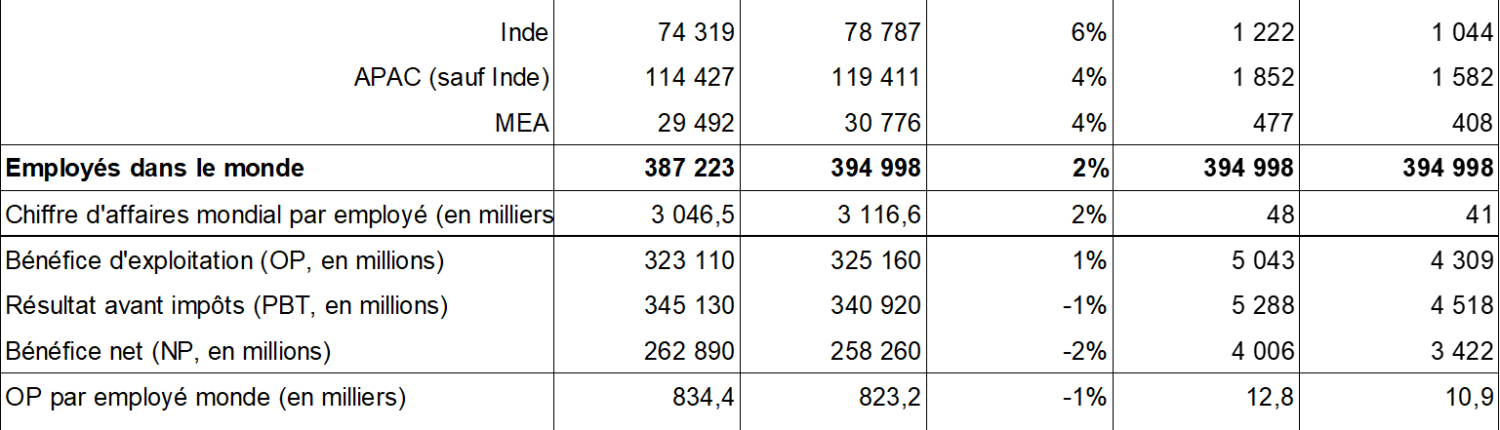 Inde 74 319 78 787 6% 1 222 1 044
APAC (sauf Inde) 114 427 119 411 4% 1 852 1 582
MEA 29 492 30 776 4% 477 408
Employés dans le monde 387 223 394 998 2% 394 998 394 998
Chiffre d'affaires mondial par employé (en milliers 3 046,5 3 116,6 2% 48 41
Bénéfice d'exploitation (OP, en millions) 323 110 325 160 1% 5 043 4 309
Résultat avant impôts (PBT, en millions) 345 130 340 920 -1% 5 288 4 518
Bénéfice net (NP, en millions) 262 890 258 260 -2% 4 006 3 422
OP par employé monde (en milliers) 834,4 823,2 -1% 12,8 10,9